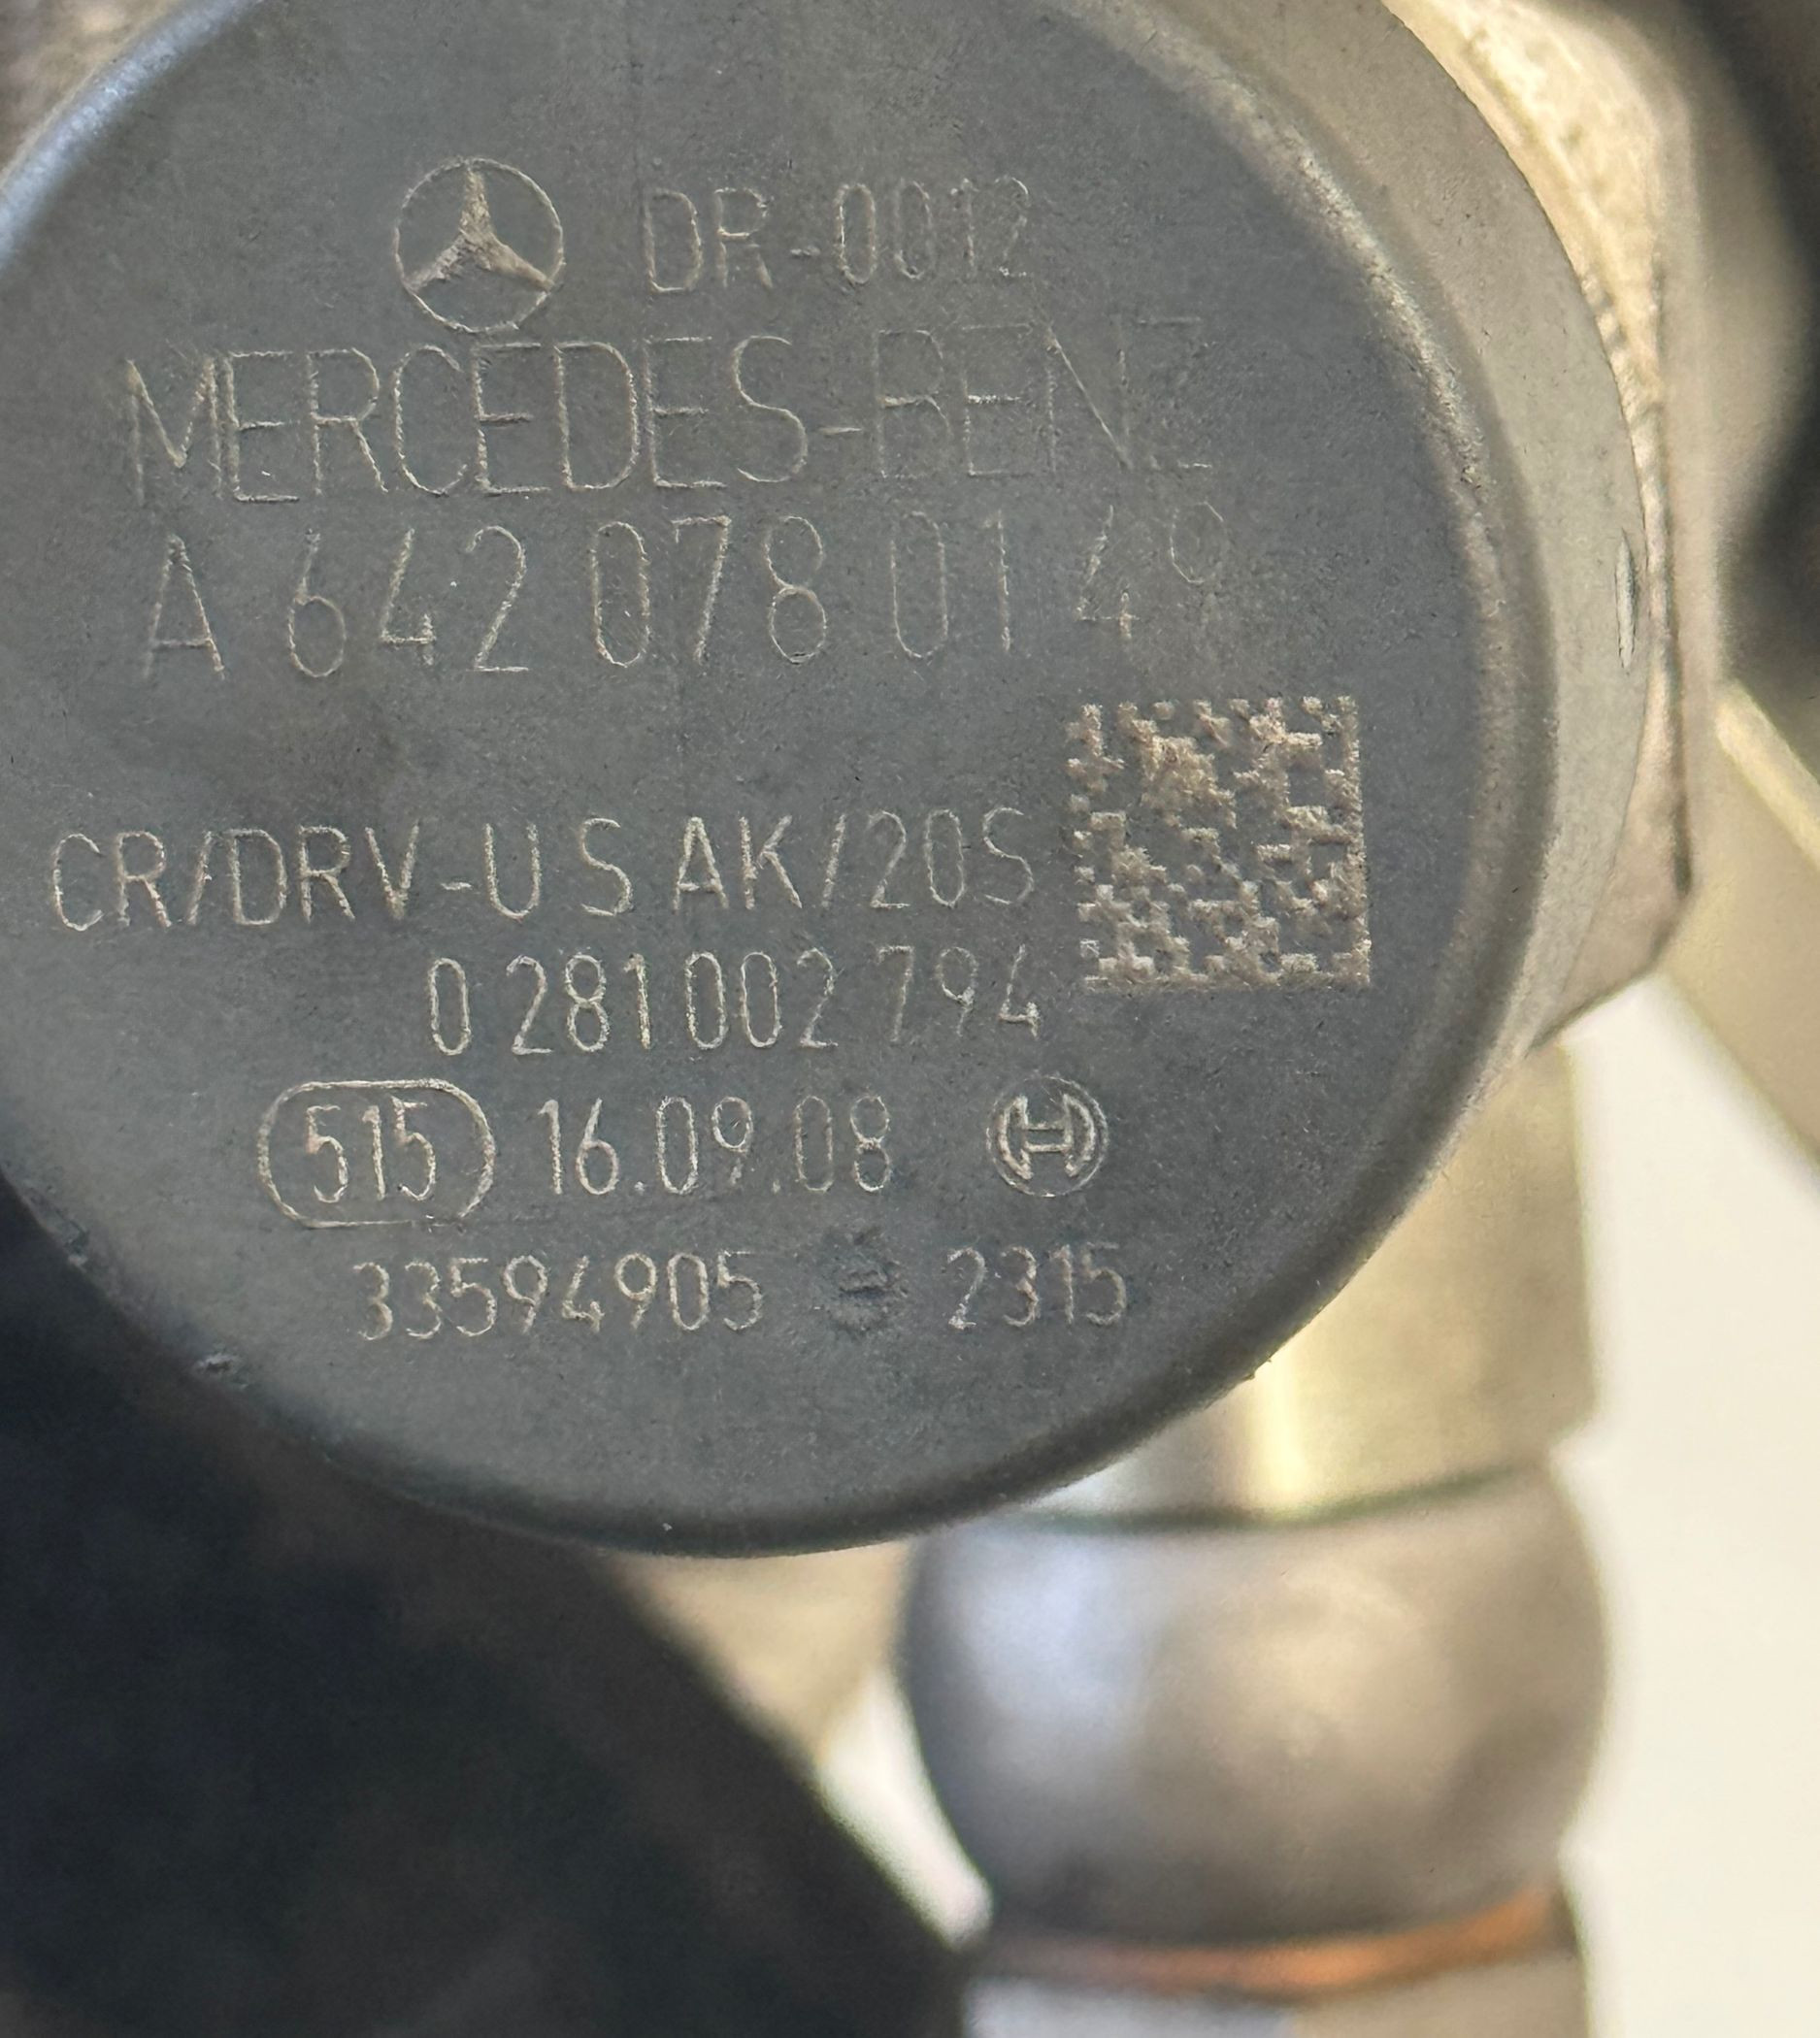 DR-0012
MERCEDES-BENZ
A 642 078 01 49
CR/DRV-U S AK/20S
0 281 002 794
515 16.09.08
33594905 2315